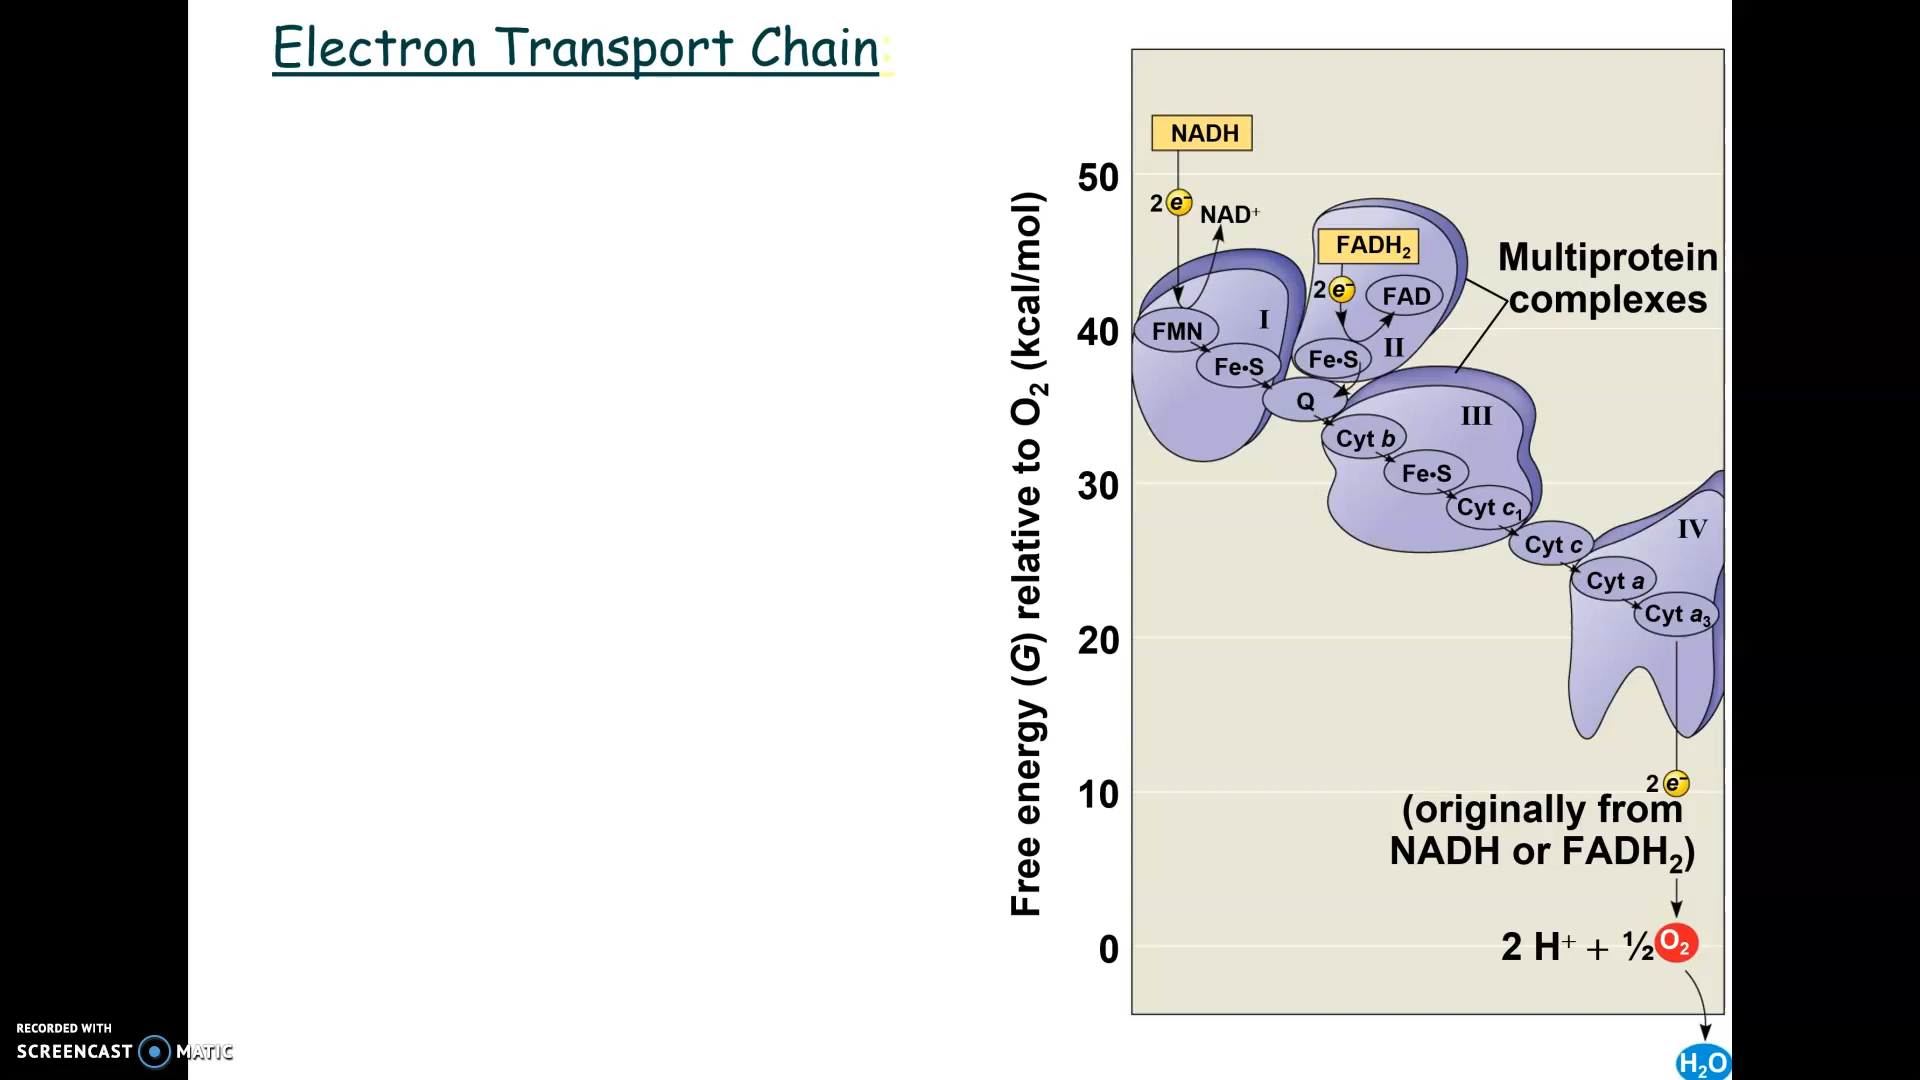 Electron Transport Chain:
NADH
50
2 e⁻
NAD⁺
FADH₂
Multiprotein
complexes
2 e⁻
FAD
I
40
FMN
Fe•S
Fe•S
II
Q
III
Cyt b
Fe•S
30
Cyt c₁
IV
Cyt c
Cyt a
Cyt a₃
20
Free energy (G) relative to O₂ (kcal/mol)
10
2 e⁻
(originally from
NADH or FADH₂)
0
2 H⁺ + ½ O₂
H₂O
RECORDED WITH
SCREENCAST MATIC